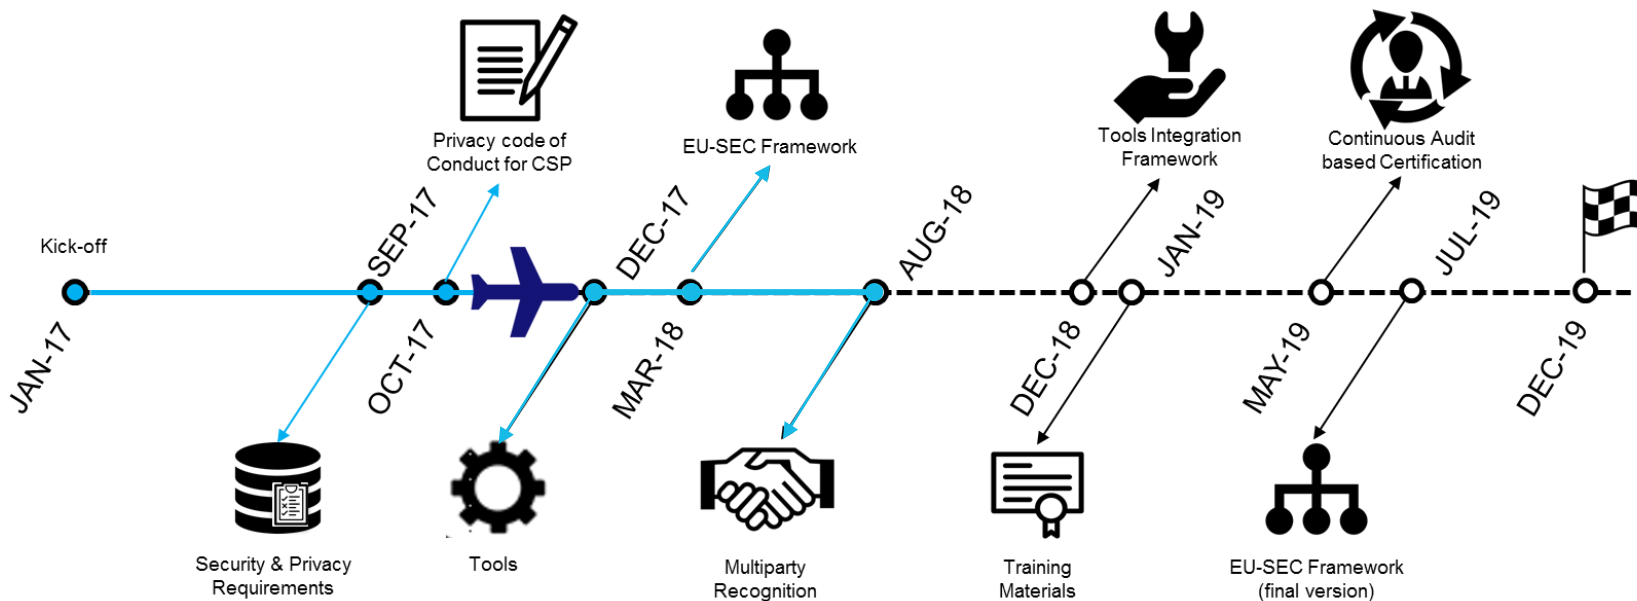 Privacy code of
Conduct for CSP
EU-SEC Framework
Tools Integration
Framework
Continuous Audit
based Certification
Kick-off
SEP-17
DEC-17
AUG-18
JAN-19
JUL-19
JAN-17
OCT-17
MAR-18
DEC-18
MAY-19
DEC-19
Security & Privacy
Requirements
Tools
Multiparty
Recognition
Training
Materials
EU-SEC Framework
(final version)